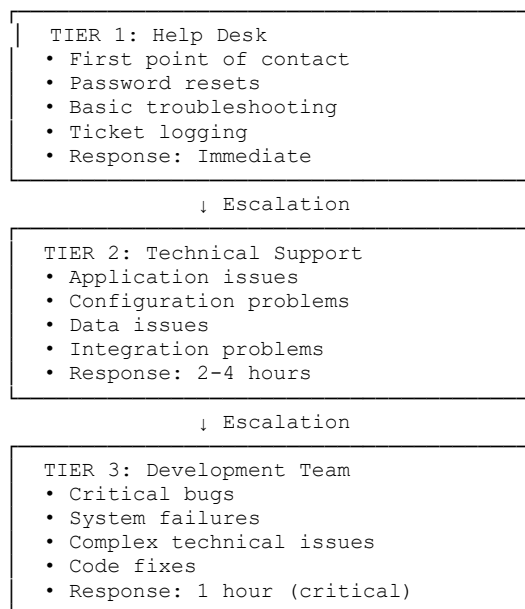 TIER 1: Help Desk
• First point of contact
• Password resets
• Basic troubleshooting
• Ticket logging
• Response: Immediate
↓ Escalation
TIER 2: Technical Support
• Application issues
• Configuration problems
• Data issues
• Integration problems
• Response: 2-4 hours
↓ Escalation
TIER 3: Development Team
• Critical bugs
• System failures
• Complex technical issues
• Code fixes
• Response: 1 hour (critical)